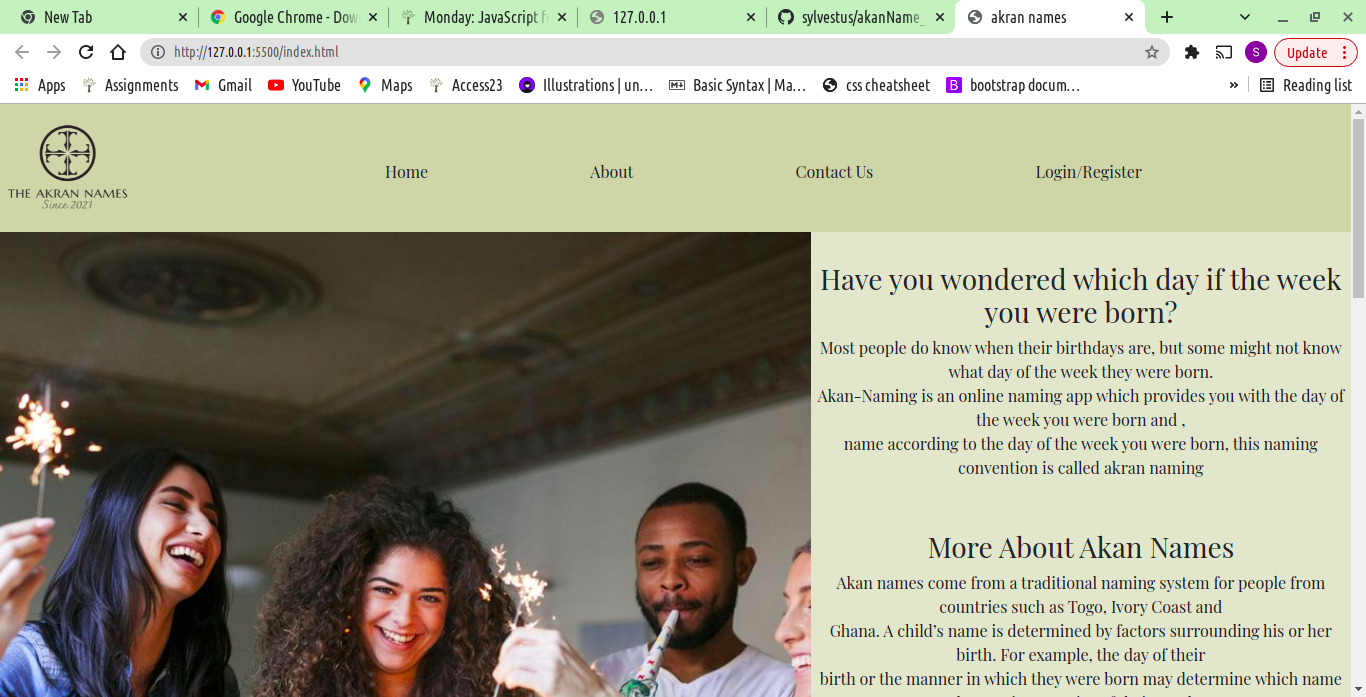 New Tab
Google Chrome - Dow
Monday: JavaScript f
127.0.0.1
sylvestus/akanName_
akran names
http://127.0.0.1:5500/index.html
S
Update
Apps
Assignments
Gmail
YouTube
Maps
Access23
Illustrations | un…
Basic Syntax | Ma…
css cheatsheet
B
bootstrap docum…
»
Reading list
THE AKRAN NAMES
Since 2021
Home
About
Contact Us
Login/Register
Have you wondered which day if the week
you were born?
Most people do know when their birthdays are, but some might not know
what day of the week they were born.
Akan-Naming is an online naming app which provides you with the day of
the week you were born and ,
name according to the day of the week you were born, this naming
convention is called akran naming
More About Akan Names
Akan names come from a traditional naming system for people from
countries such as Togo, Ivory Coast and
Ghana. A child’s name is determined by factors surrounding his or her
birth. For example, the day of their
birth or the manner in which they were born may determine which name